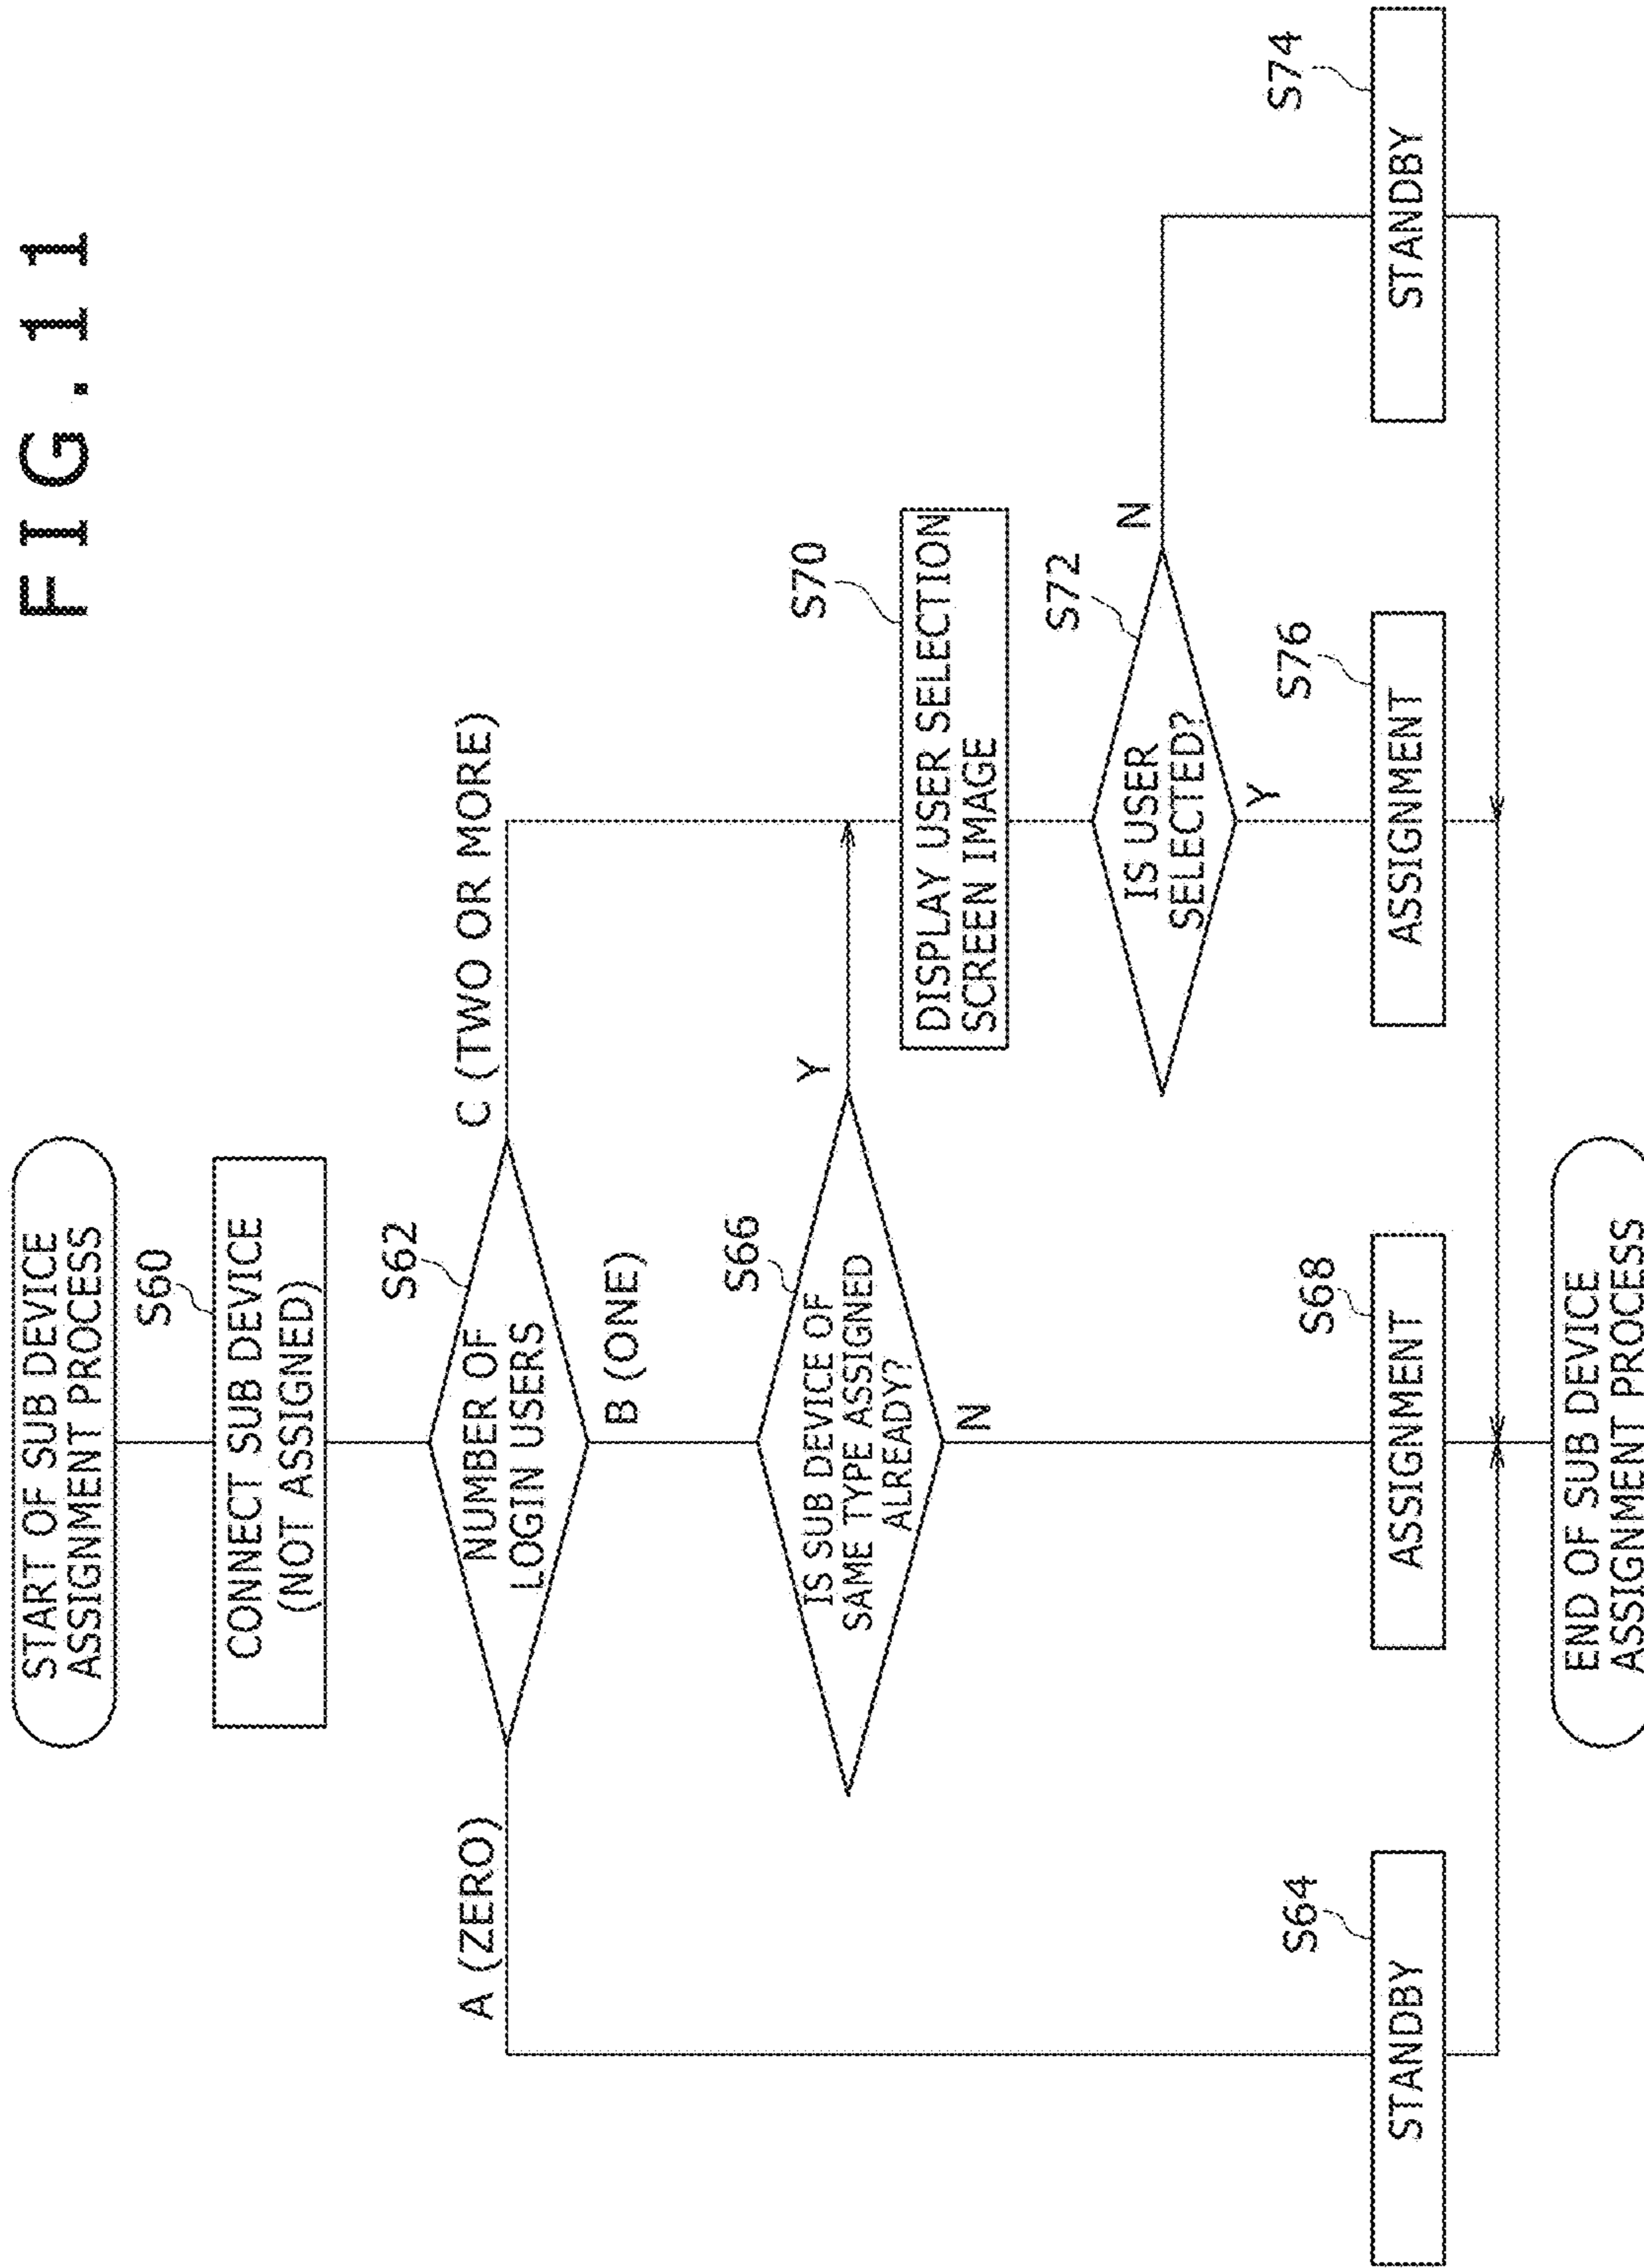 FIG.11
START OF SUB DEVICE
ASSIGNMENT PROCESS
S60
CONNECT SUB DEVICE
(NOT ASSIGNED)
S62
NUMBER OF
LOGIN USERS
A (ZERO)
B (ONE)
C (TWO OR MORE)
S66
IS SUB DEVICE OF
SAME TYPE ASSIGNED
ALREADY?
Y
N
S70
DISPLAY USER SELECTION
SCREEN IMAGE
S72
IS USER
SELECTED?
N
Y
S64
STANDBY
S68
ASSIGNMENT
S76
ASSIGNMENT
S74
STANDBY
END OF SUB DEVICE
ASSIGNMENT PROCESS